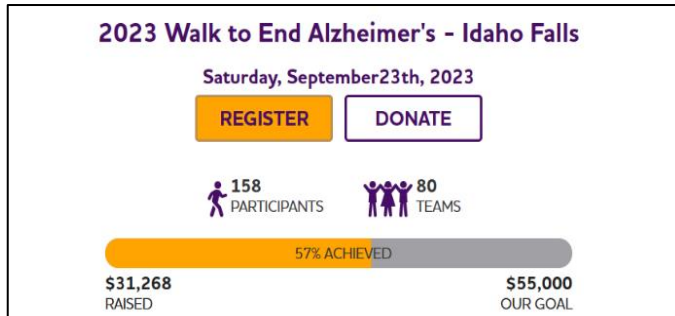 2023 Walk to End Alzheimer's - Idaho Falls
Saturday, September23th, 2023
REGISTER DONATE
158 80
PARTICIPANTS TEAMS
57% ACHIEVED
$31,268 $55,000
RAISED OUR GOAL